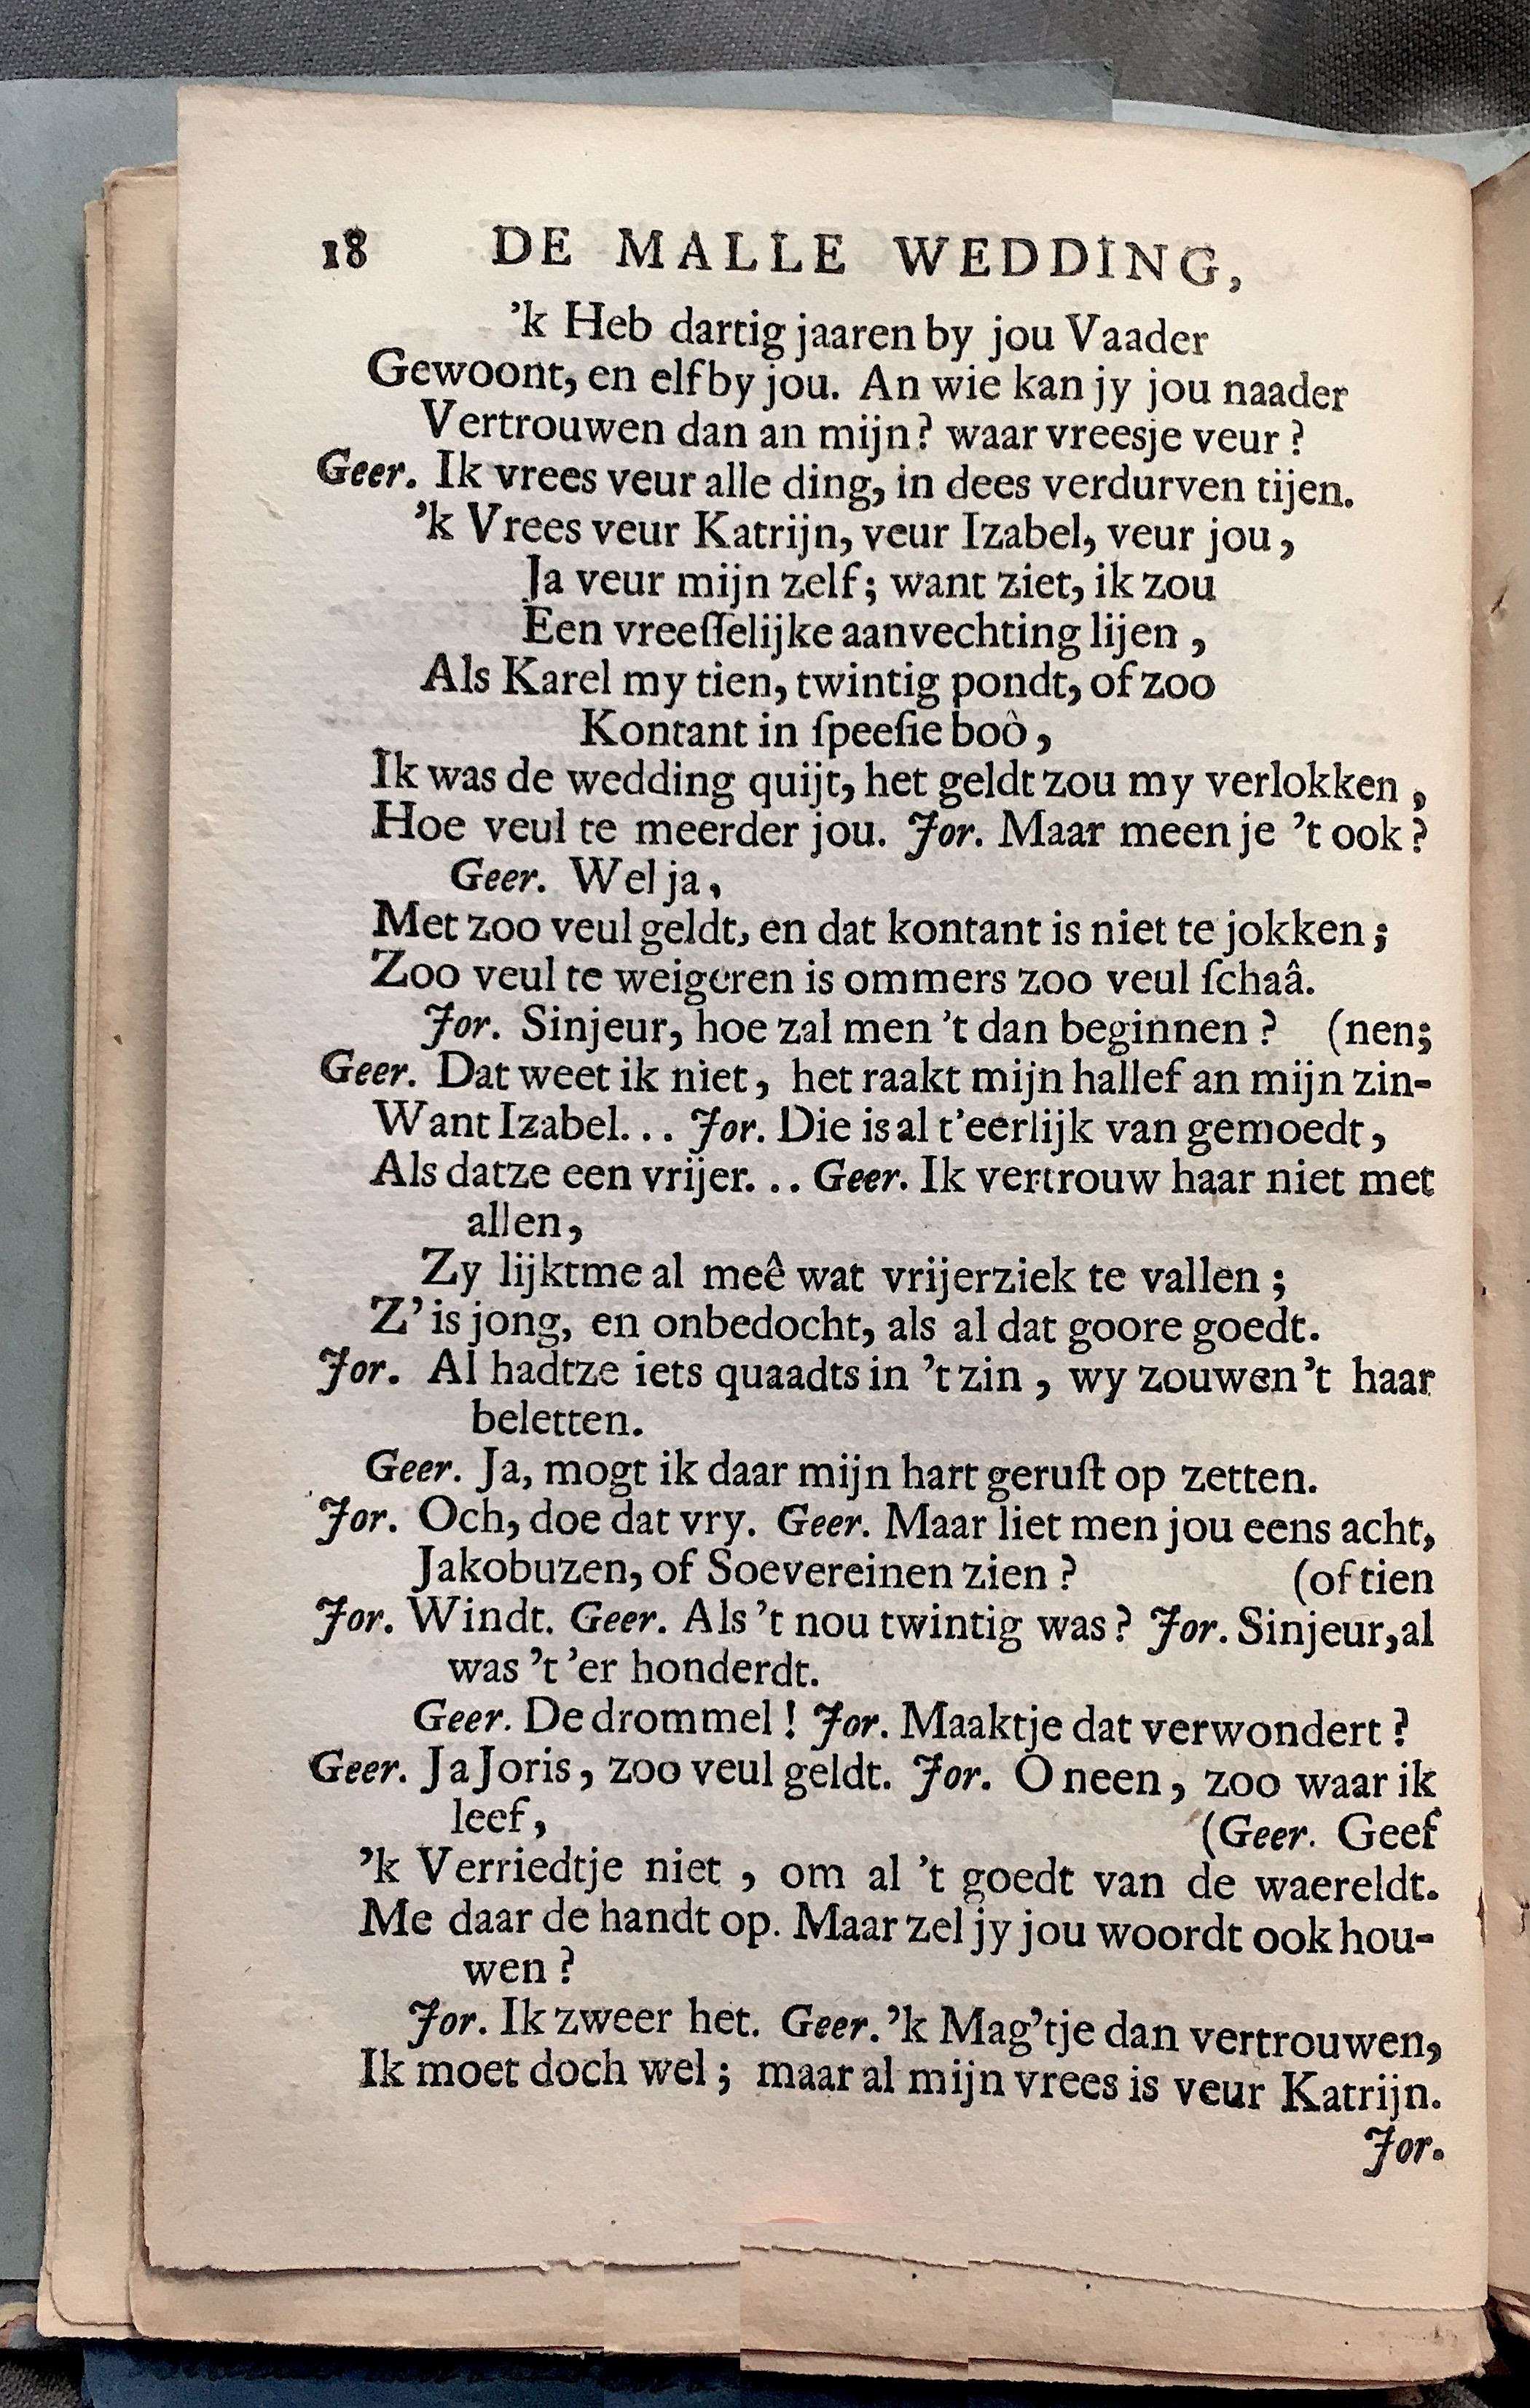 18 DE MALLE WEDDING,
’k Heb dartig jaaren by jou Vaader
Gewoont, en elf by jou. An wie kan jy jou naader
Vertrouwen dan an mijn? waar vreesje veur?
Geer. Ik vrees veur alle ding, in dees verdurven tijen.
’k Vrees veur Katrijn, veur Izabel, veur jou,
Ja veur mijn zelf; want ziet, ik zou
Een vreeſſelijke aanvechting lijen,
Als Karel my tien, twintig pondt, of zoo
Kontant in ſpeeſie boò,
Ik was de wedding quijt, het geldt zou my verlokken,
Hoe veul te meerder jou. Jor. Maar meen je ’t ook?
Geer. Wel ja,
Met zoo veul geldt, en dat kontant is niet te jokken;
Zoo veul te weigeren is ommers zoo veul ſchaâ.
Jor. Sinjeur, hoe zal men ’t dan beginnen? (nen;
Geer. Dat weet ik niet, het raakt mijn hallef an mijn zin-
Want Izabel... Jor. Die is al t’eerlijk van gemoedt,
Als datze een vrijer... Geer. Ik vertrouw haar niet met
allen,
Zy lijktme al meê wat vrijerziek te vallen;
Z’is jong, en onbedocht, als al dat goore goedt.
Jor. Al hadtze iets quaadts in ’t zin, wy zouwen’t haar
beletten.
Geer. Ja, mogt ik daar mijn hart geruſt op zetten.
Jor. Och, doe dat vry. Geer. Maar liet men jou eens acht,
Jakobuzen, of Soevereinen zien? (of tien
Jor. Windt. Geer. Als ’t nou twintig was? Jor. Sinjeur, al
was ’t ’er honderdt.
Geer. De drommel! Jor. Maaktje dat verwondert?
Geer. Ja Joris, zoo veul geldt. Jor. O neen, zoo waar ik
leef, (Geer. Geef
’k Verriedtje niet, om al ’t goedt van de waereldt.
Me daar de handt op. Maar zel jy jou woordt ook hou-
wen?
Jor. Ik zweer het. Geer. ’k Mag’tje dan vertrouwen,
Ik moet doch wel; maar al mijn vrees is veur Katrijn.
Jor.